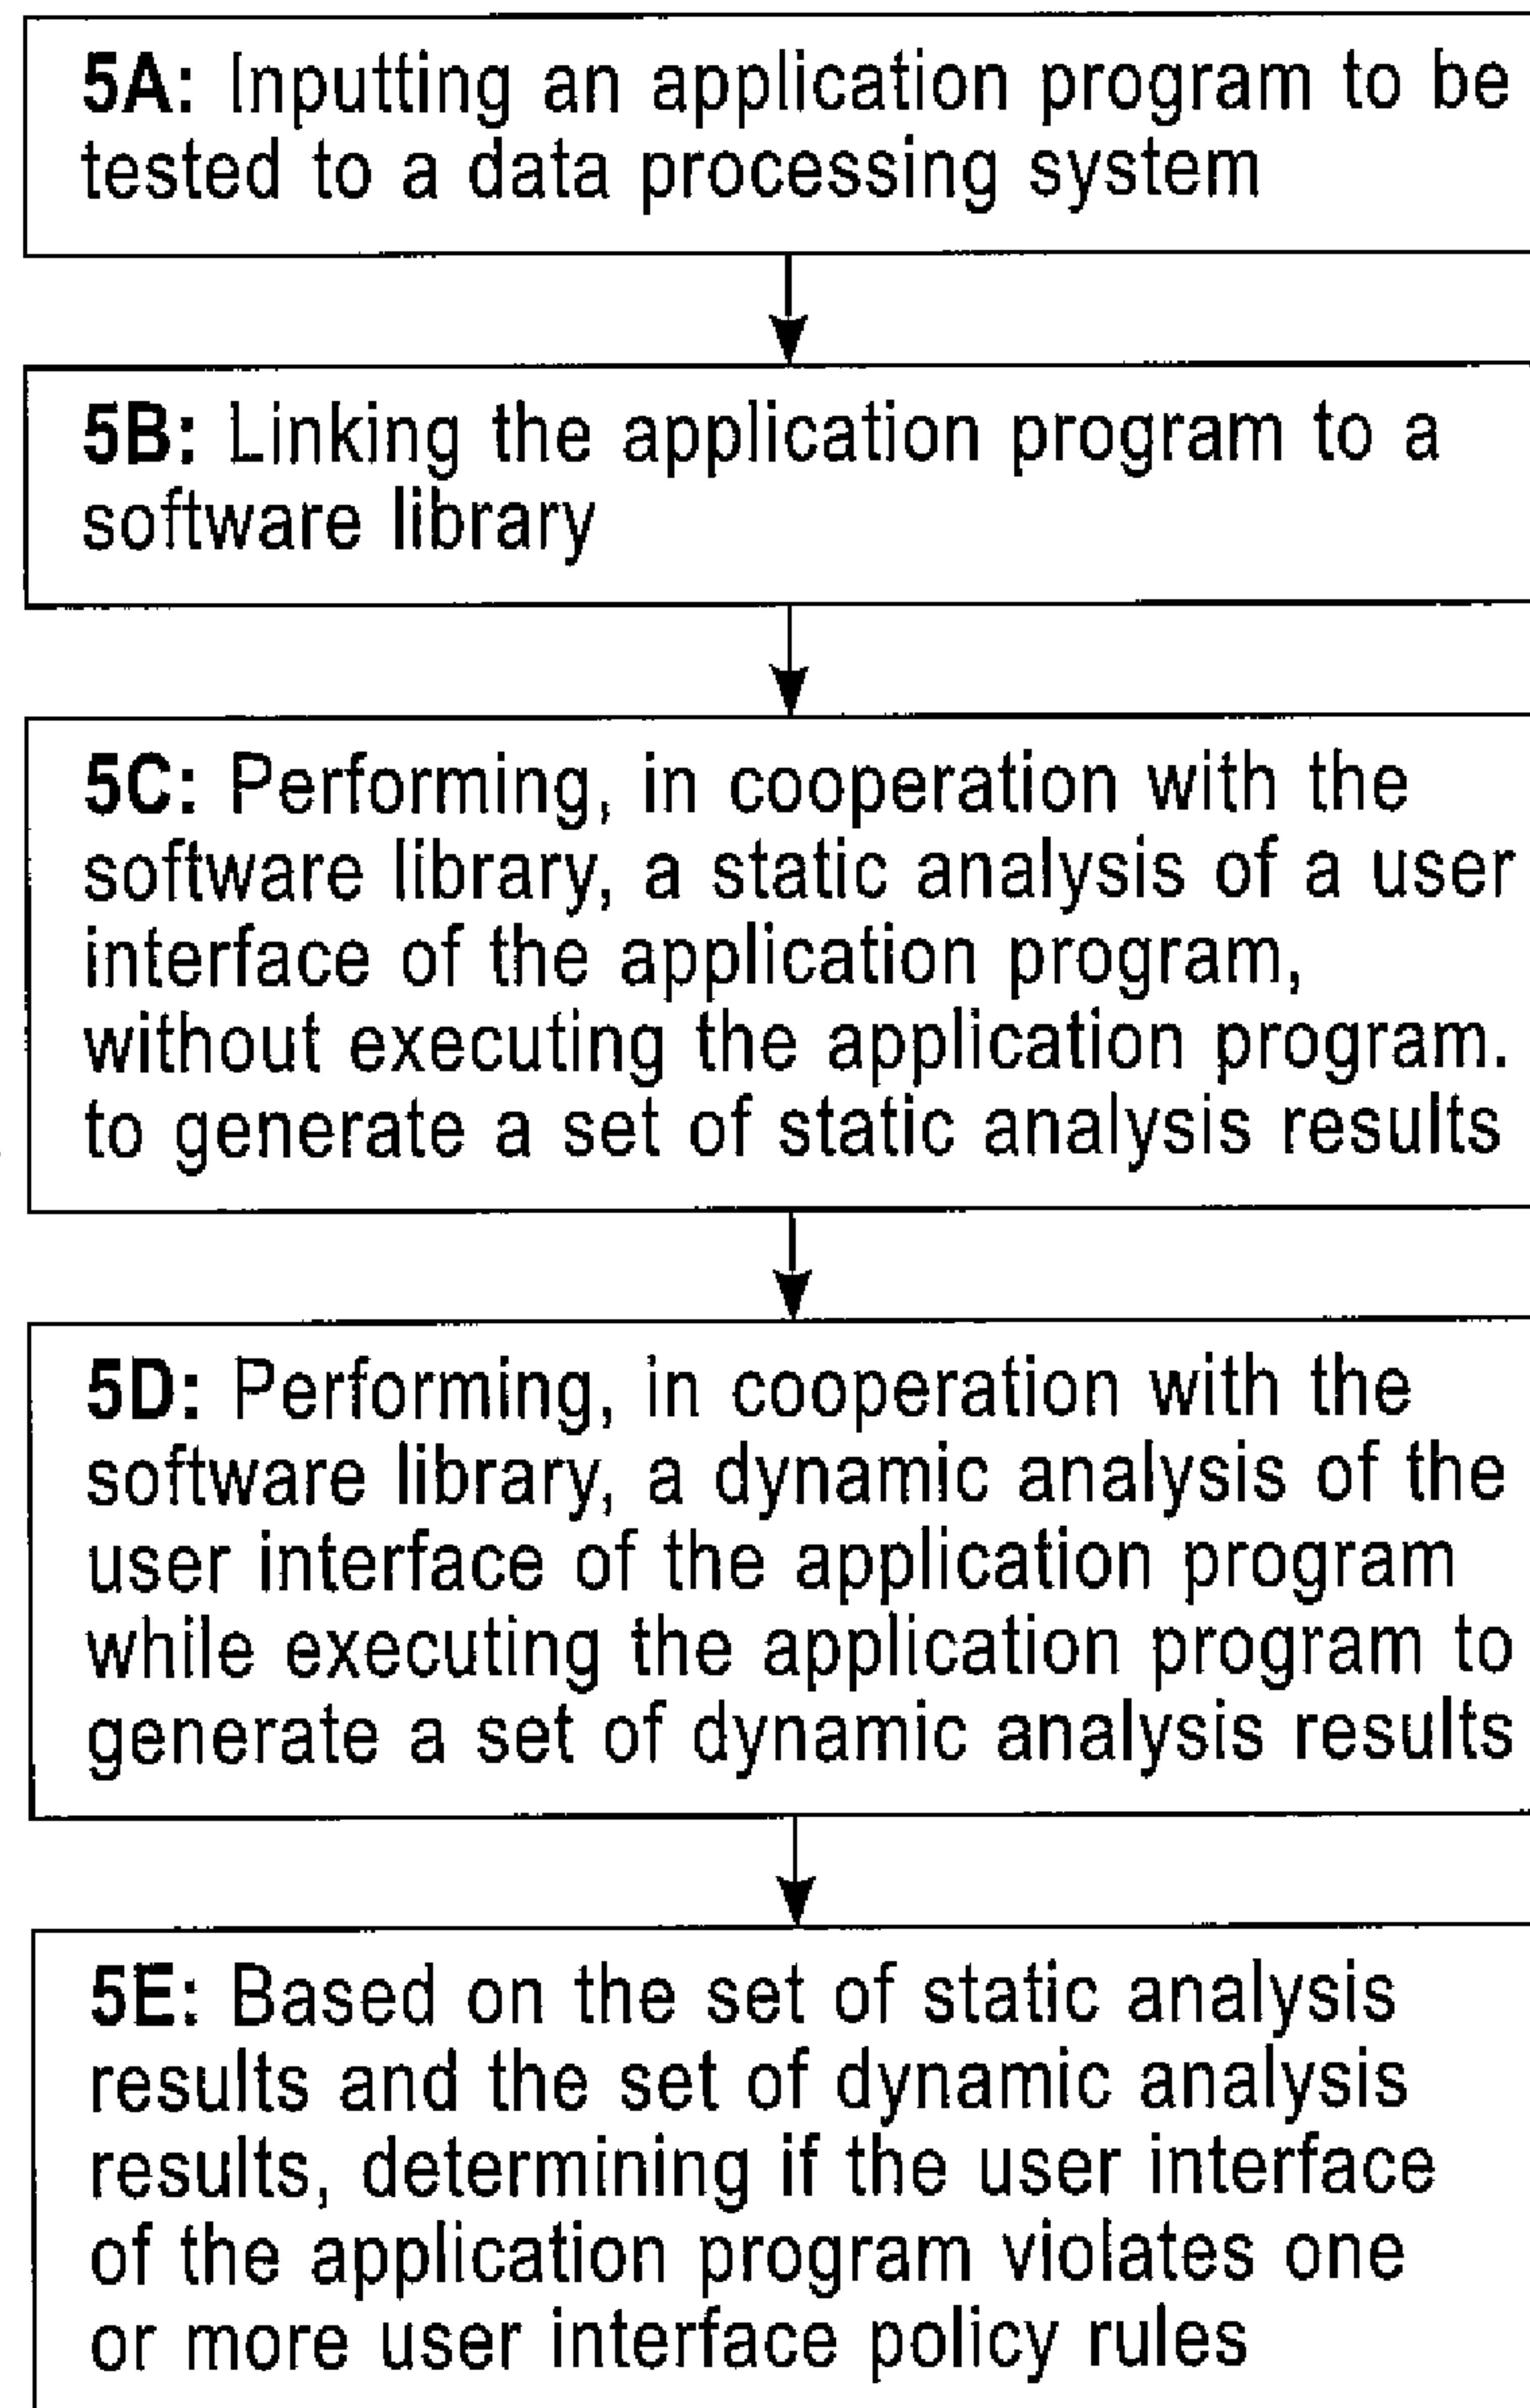 5A: Inputting an application program to be
tested to a data processing system
5B: Linking the application program to a
software library
5C: Performing, in cooperation with the
software library, a static analysis of a user
interface of the application program,
without executing the application program.
to generate a set of static analysis results
5D: Performing, in cooperation with the
software library, a dynamic analysis of the
user interface of the application program
while executing the application program to
generate a set of dynamic analysis results
5E: Based on the set of static analysis
results and the set of dynamic analysis
results, determining if the user interface
of the application program violates one
or more user interface policy rules